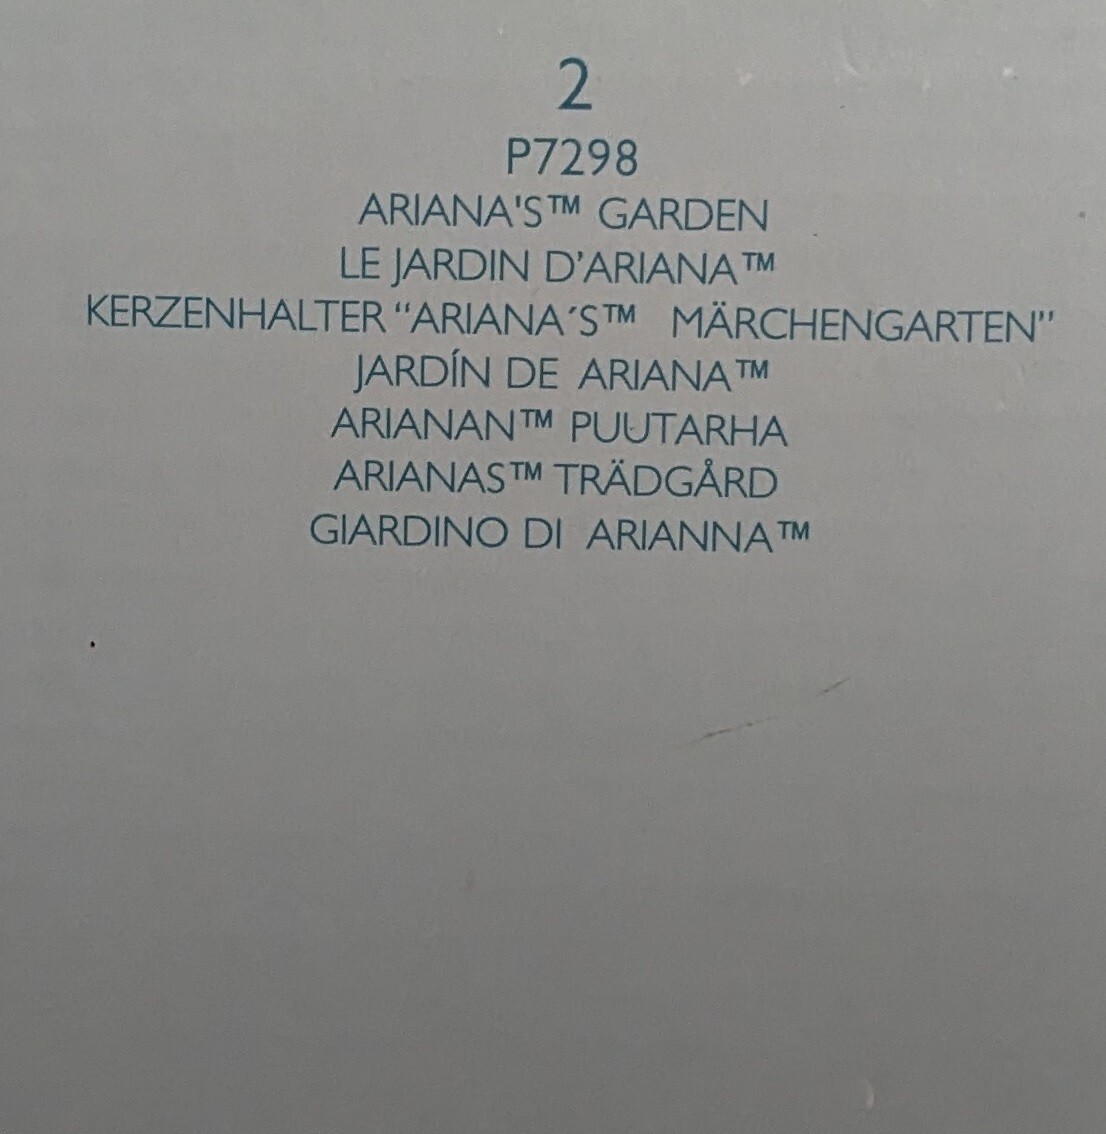 2
P7298
ARIANA'S™ GARDEN
LE JARDIN D’ARIANA™
KERZENHALTER “ARIANA´S™ MÄRCHENGARTEN”
JARDÍN DE ARIANA™
ARIANAN™ PUUTARHA
ARIANAS™ TRÄDGÅRD
GIARDINO DI ARIANNA™